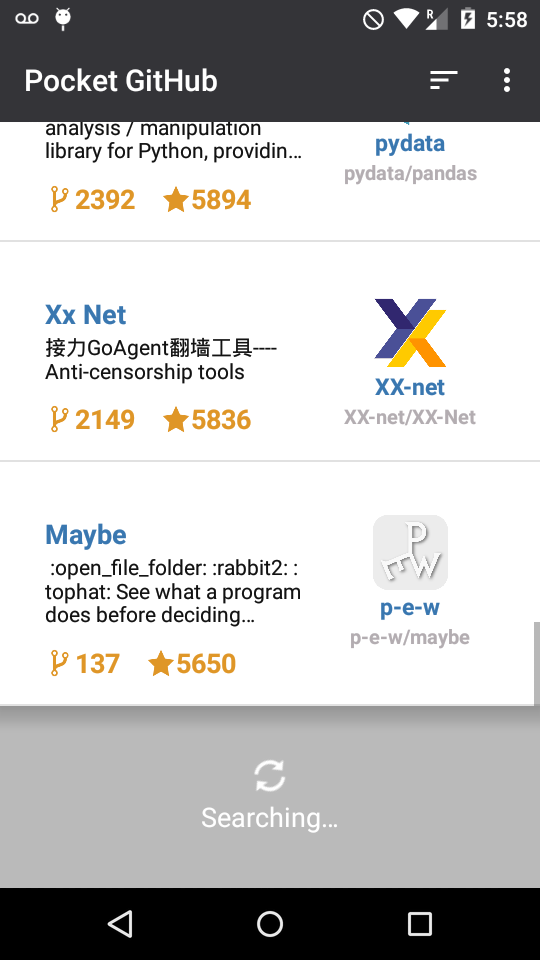 R
5:58
Pocket GitHub
analysis / manipulation
library for Python, providin…
pydata
pydata/pandas
2392
5894
Xx Net
接力GoAgent翻墙工具----
Anti-censorship tools
2149
5836
XX-net
XX-net/XX-Net
Maybe
:open_file_folder: :rabbit2: :
tophat: See what a program
does before deciding…
137
5650
PEW
p-e-w
p-e-w/maybe
Searching…